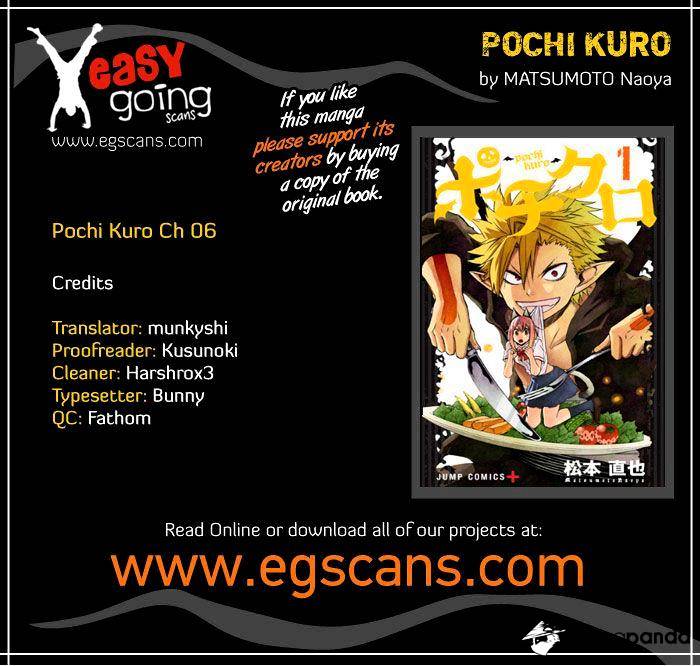 easy
going
scans
www.egscans.com
POCHI KURO
by MATSUMOTO Naoya
If you like
this manga
please support its
creators by buying
a copy of the
original book.
Pochi Kuro Ch 06
Credits
Translator: munkyshi
Proofreader: Kusunoki
Cleaner: Harshrox3
Typesetter: Bunny
QC: Fathom
pochi
kuro
1
ポチクロ
松本 直也
Matsumoto Naoya
JUMP COMICS+
Read Online or download all of our projects at:
www.egscans.com